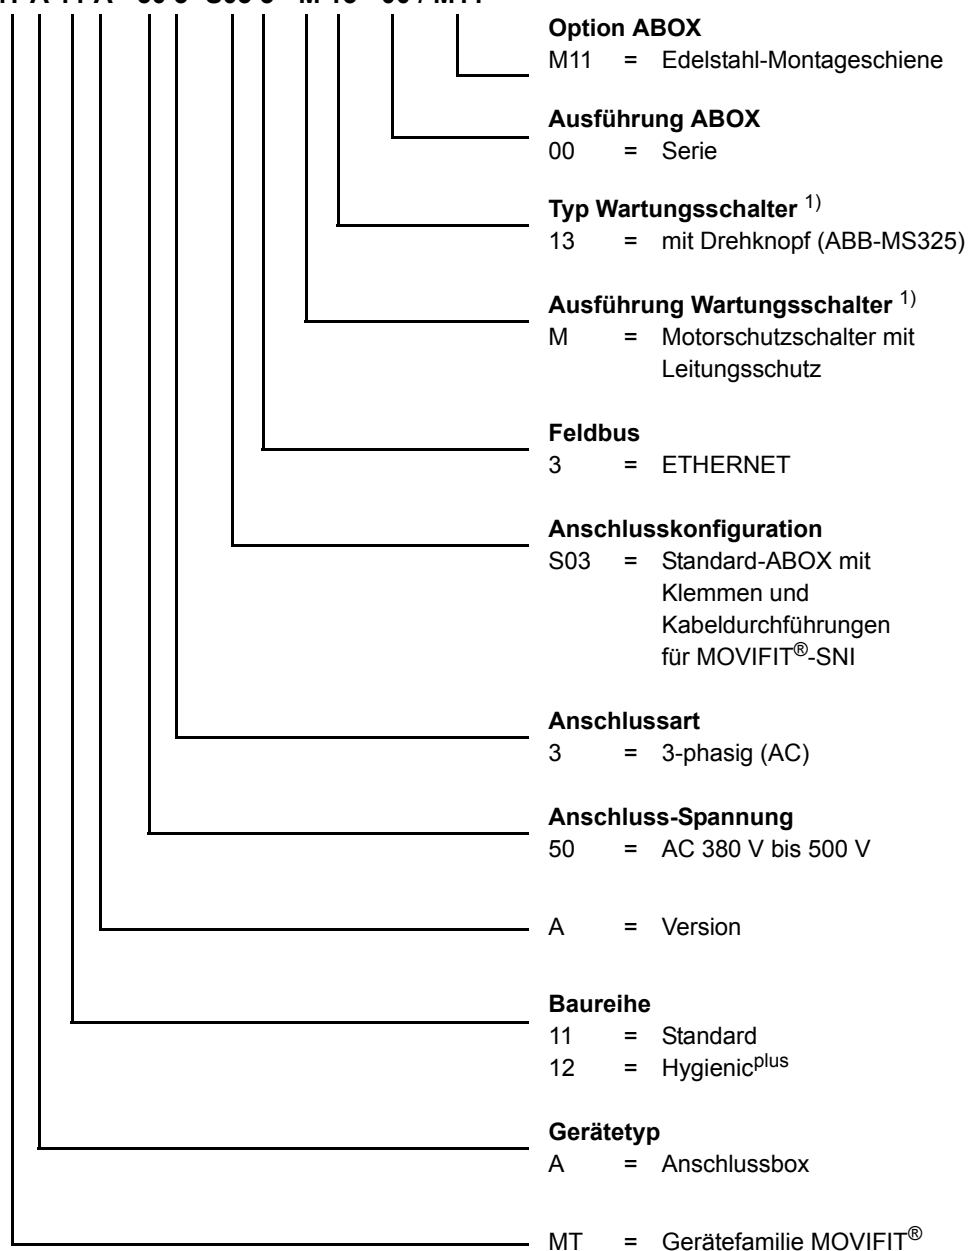 Option ABOX
M11 = Edelstahl-Montageschiene
Ausführung ABOX
00 = Serie
Typ Wartungsschalter 1)
13 = mit Drehknopf (ABB-MS325)
Ausführung Wartungsschalter 1)
M = Motorschutzschalter mit
Leitungsschutz
Feldbus
3 = ETHERNET
Anschlusskonfiguration
S03 = Standard-ABOX mit
Klemmen und
Kabeldurchführungen
für MOVIFIT®-SNI
Anschlussart
3 = 3-phasig (AC)
Anschluss-Spannung
50 = AC 380 V bis 500 V
A = Version
Baureihe
11 = Standard
12 = Hygienicplus
Gerätetyp
A = Anschlussbox
MT = Gerätefamilie MOVIFIT®